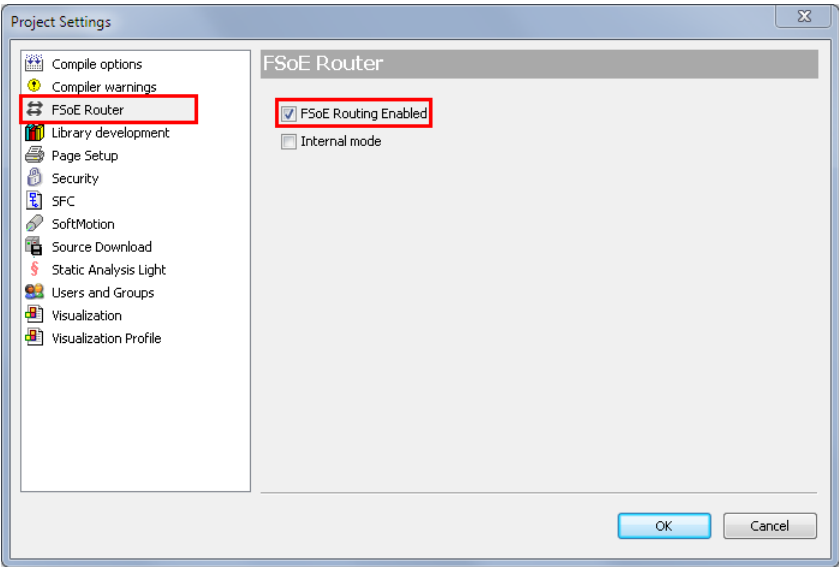 Project Settings
Compile options
Compiler warnings
FSoE Router
Library development
Page Setup
Security
SFC
SoftMotion
Source Download
Static Analysis Light
Users and Groups
Visualization
Visualization Profile
FSoE Router
FSoE Routing Enabled
Internal mode
OK
Cancel